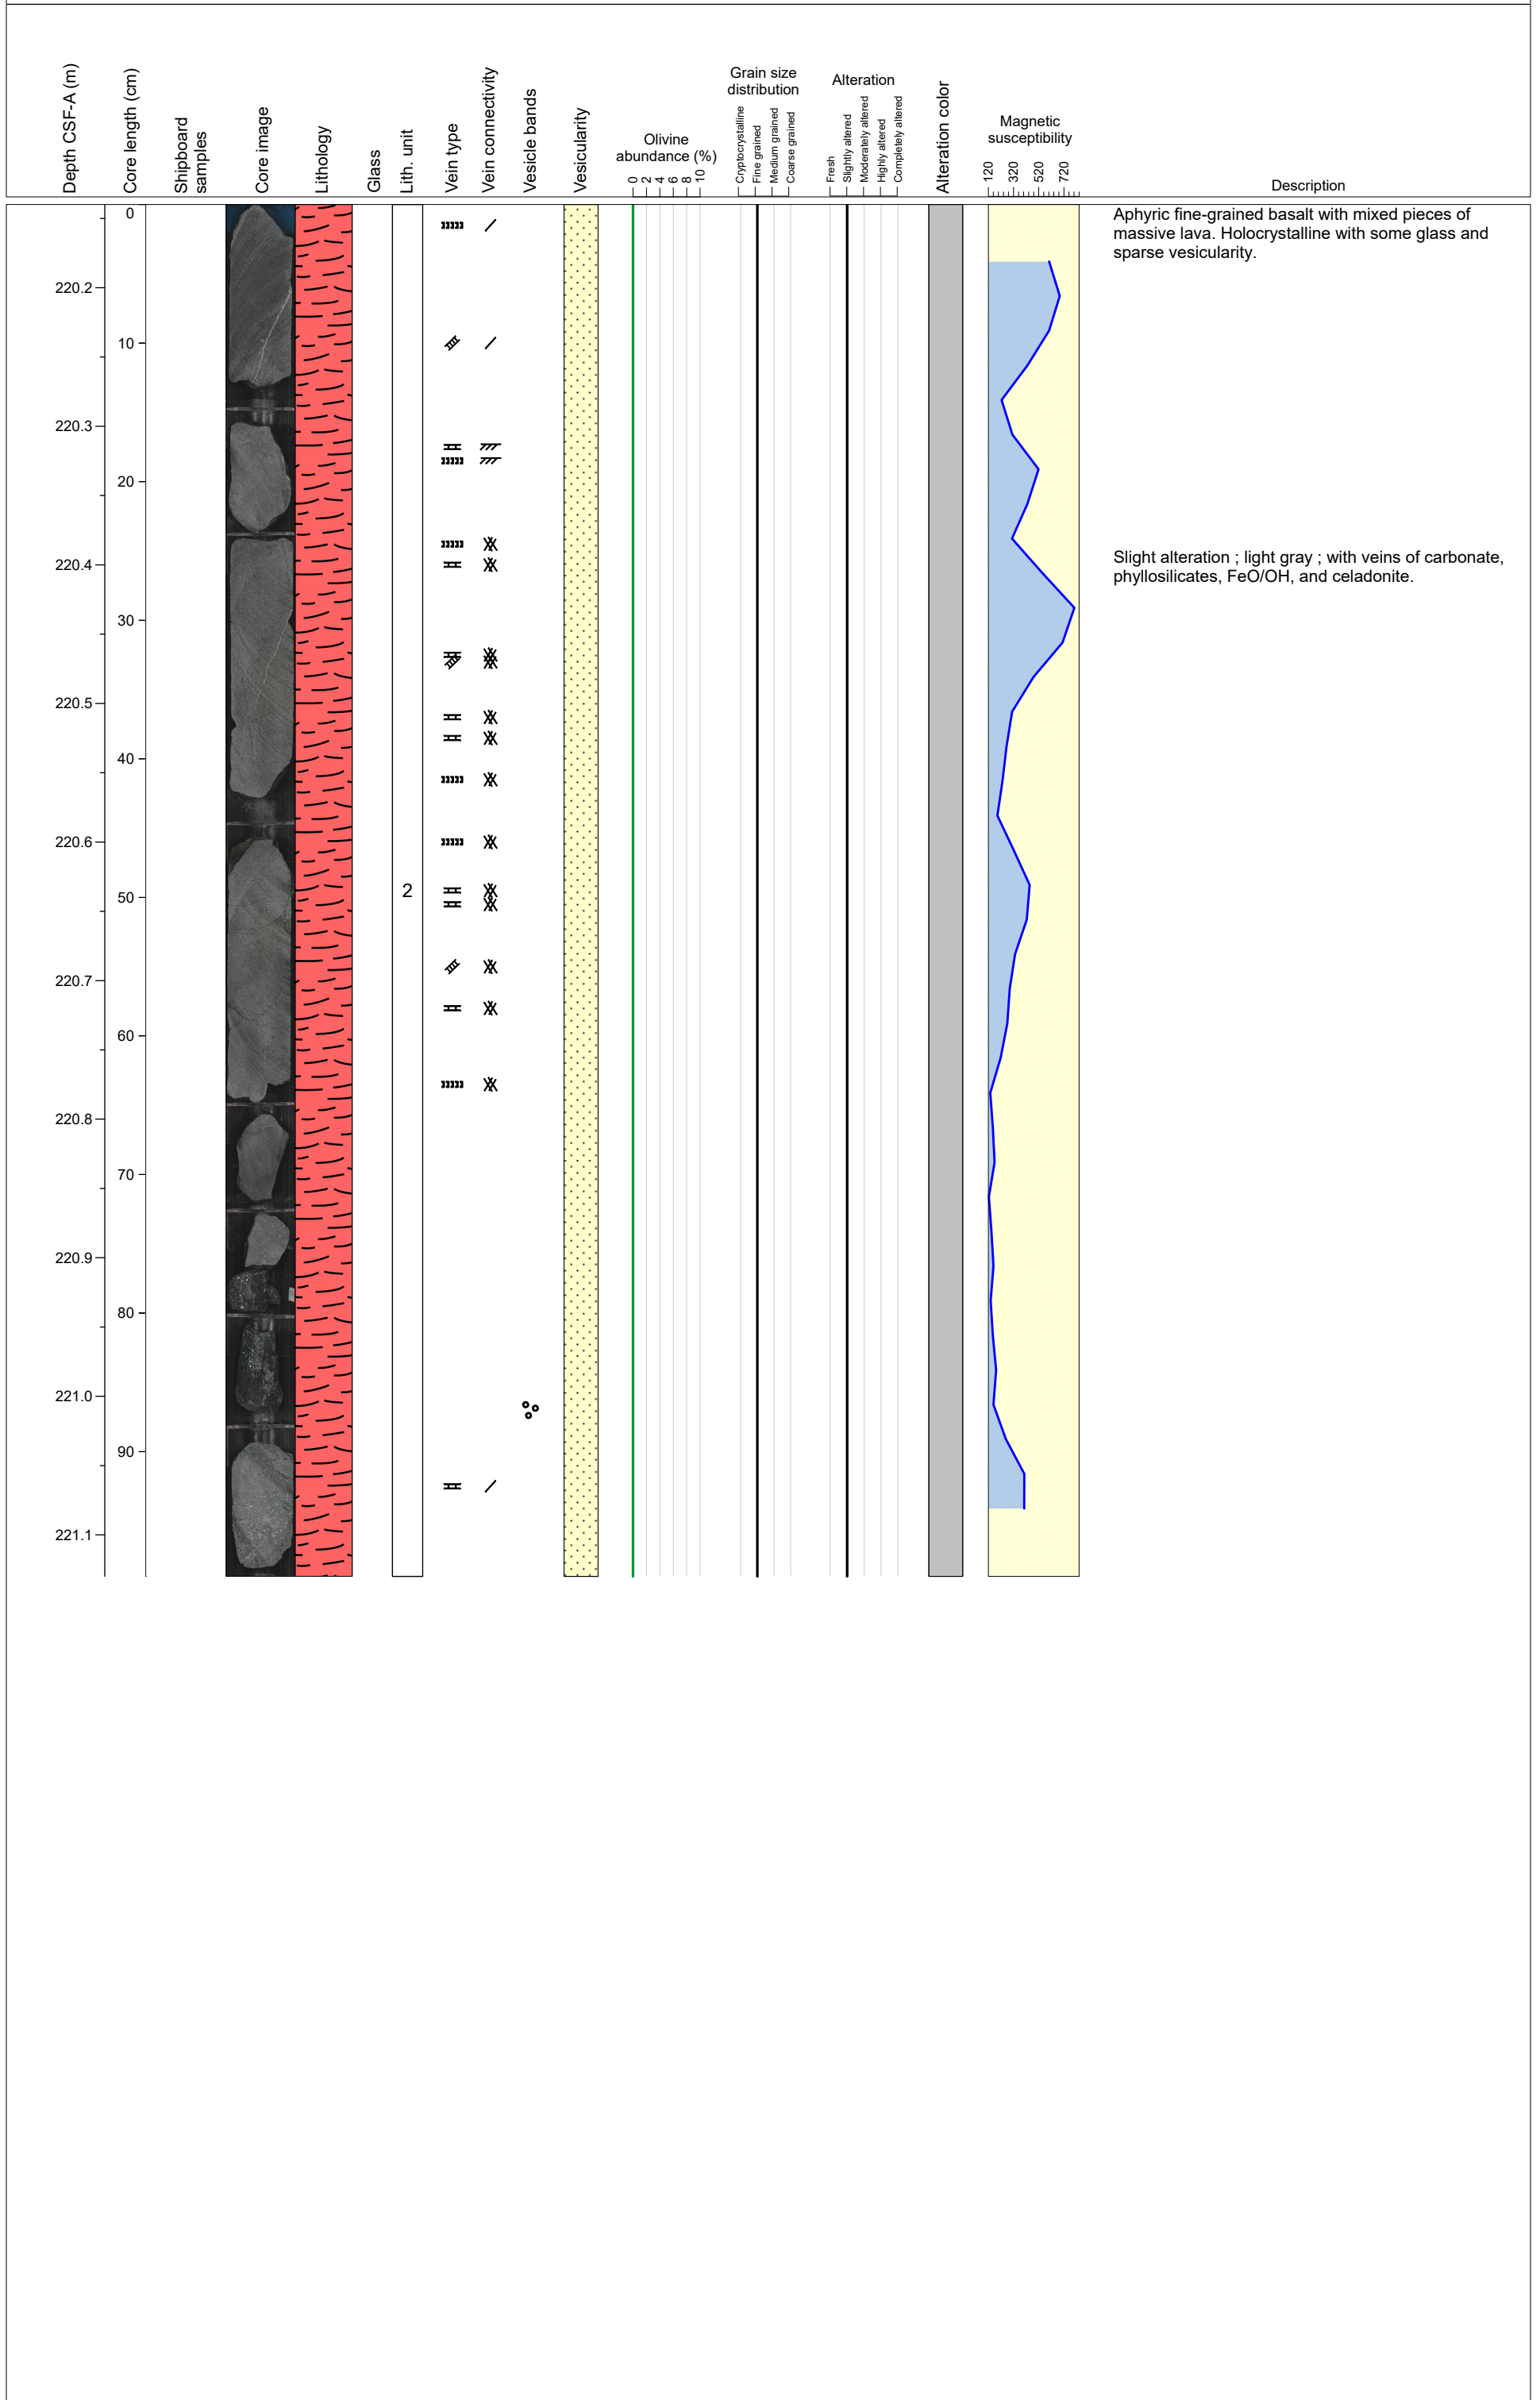 Depth CSF-A (m)
Core length (cm)
Shipboard
samples
Core image
Lithology
Glass
Lith. unit
Vein type
Vein connectivity
Vesicle bands
Vesicularity
Olivine
abundance (%)
0 2 4 6 8 10
Grain size
distribution
Cryptocrystalline
Fine grained
Medium grained
Coarse grained
Alteration
Fresh
Slightly altered
Moderately altered
Highly altered
Completely altered
Alteration color
Magnetic
susceptibility
120 320 520 720
Description
0
Aphyric fine-grained basalt with mixed pieces of
massive lava. Holocrystalline with some glass and
sparse vesicularity.
220.2
10
220.3
20
220.4
Slight alteration ; light gray ; with veins of carbonate,
phyllosilicates, FeO/OH, and celadonite.
30
220.5
40
220.6
2
50
220.7
60
220.8
70
220.9
80
221.0
90
221.1